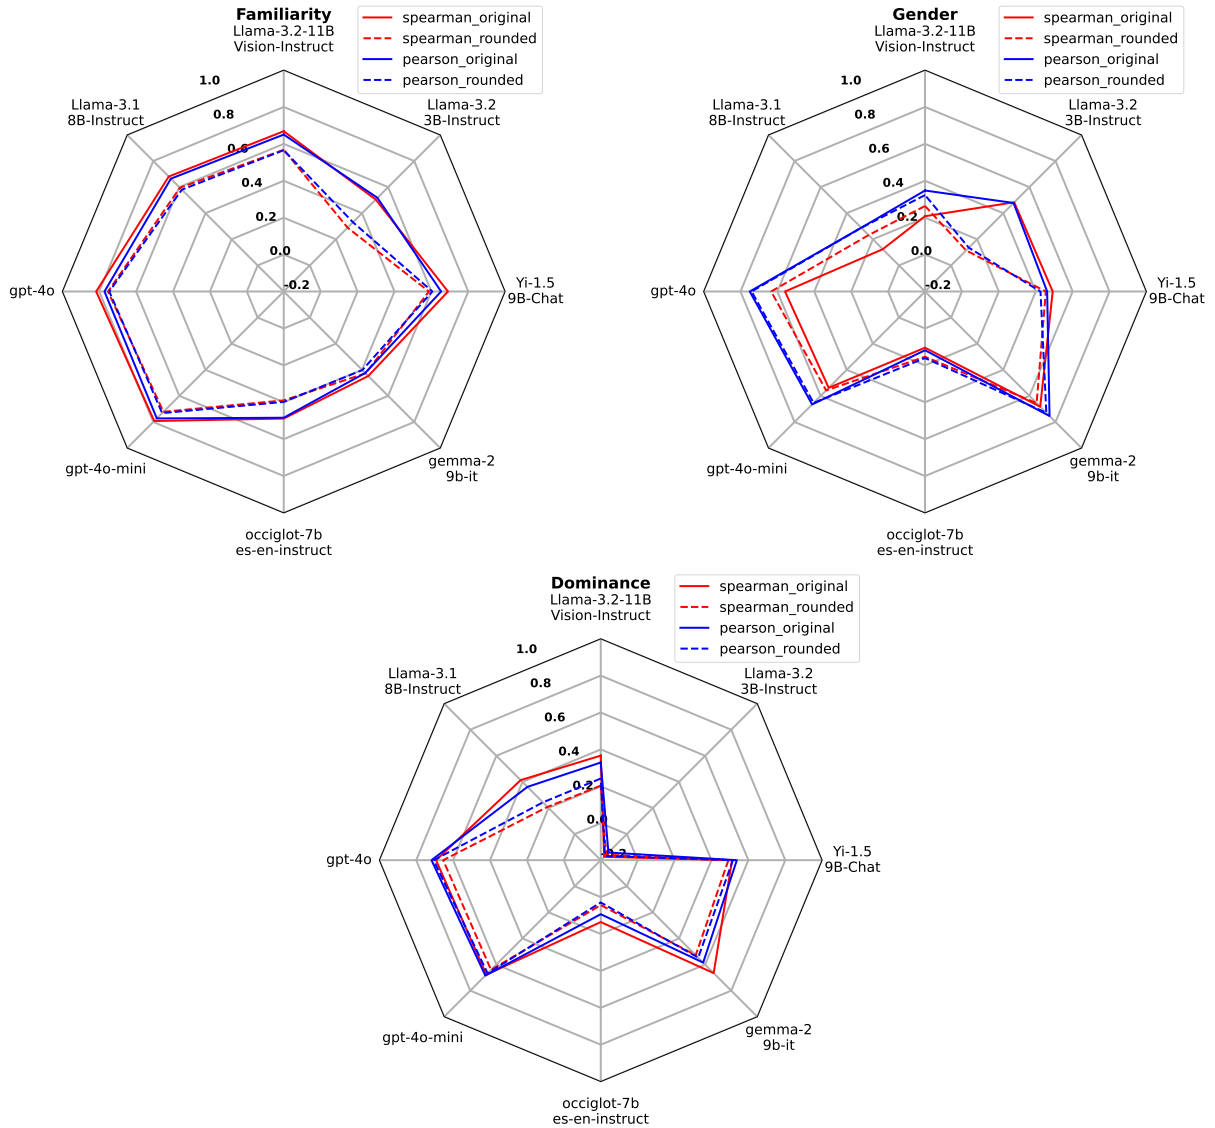 Familiarity
Llama-3.2-11B
Vision-Instruct
spearman_original
spearman_rounded
pearson_original
pearson_rounded
1.0
0.8
0.6
0.4
0.2
0.0
-0.2
Llama-3.1
8B-Instruct
Llama-3.2
3B-Instruct
gpt-4o
Yi-1.5
9B-Chat
gpt-4o-mini
gemma-2
9b-it
occiglot-7b
es-en-instruct
Gender
Llama-3.2-11B
Vision-Instruct
spearman_original
spearman_rounded
pearson_original
pearson_rounded
1.0
0.8
0.6
0.4
0.2
0.0
-0.2
Llama-3.1
8B-Instruct
Llama-3.2
3B-Instruct
gpt-4o
Yi-1.5
9B-Chat
gpt-4o-mini
gemma-2
9b-it
occiglot-7b
es-en-instruct
Dominance
Llama-3.2-11B
Vision-Instruct
spearman_original
spearman_rounded
pearson_original
pearson_rounded
1.0
0.8
0.6
0.4
0.2
0.0
-0.2
Llama-3.1
8B-Instruct
Llama-3.2
3B-Instruct
gpt-4o
Yi-1.5
9B-Chat
gpt-4o-mini
gemma-2
9b-it
occiglot-7b
es-en-instruct